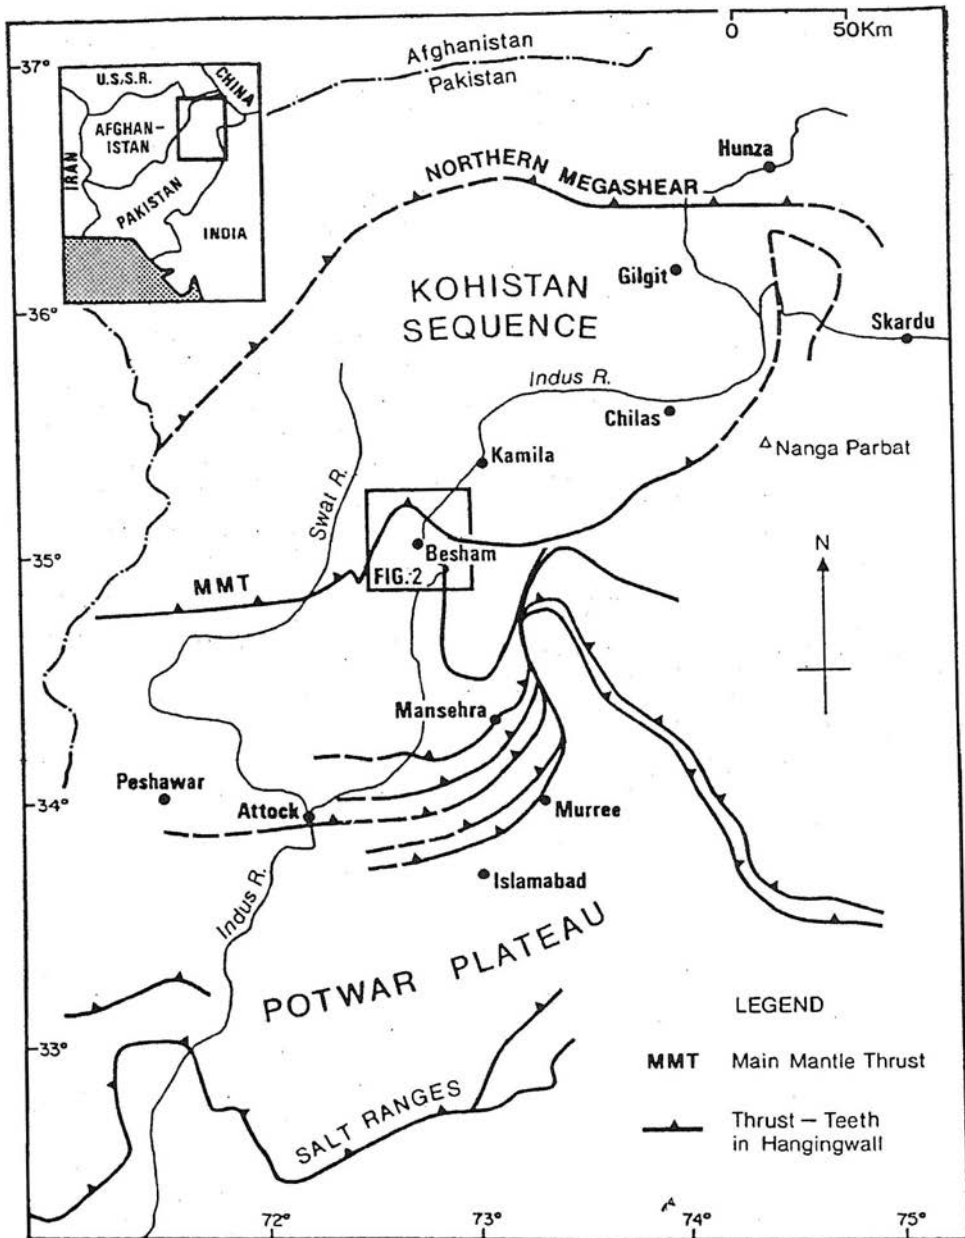 0 50Km
37°
Afghanistan
Pakistan
U.S.S.R.
CHINA
AFGHAN–
ISTAN
IRAN
PAKISTAN
INDIA
Hunza
NORTHERN MEGASHEAR
Gilgit
KOHISTAN
SEQUENCE
36°
Skardu
Indus R.
Chilas
Kamila
Nanga Parbat
Swat R.
35°
Besham
FIG. 2
MMT
N
Mansehra
Peshawar
34°
Attock
Murree
Islamabad
Indus R.
POTWAR PLATEAU
LEGEND
33°
MMT Main Mantle Thrust
SALT RANGES
Thrust – Teeth
in Hangingwall
72° 73° 74° 75°